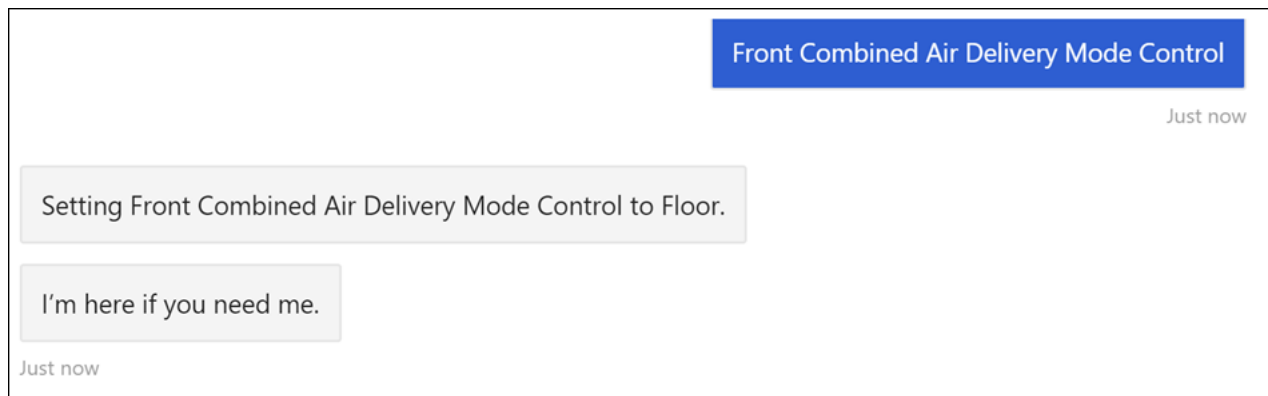 Front Combined Air Delivery Mode Control
Just now
Setting Front Combined Air Delivery Mode Control to Floor.
I’m here if you need me.
Just now